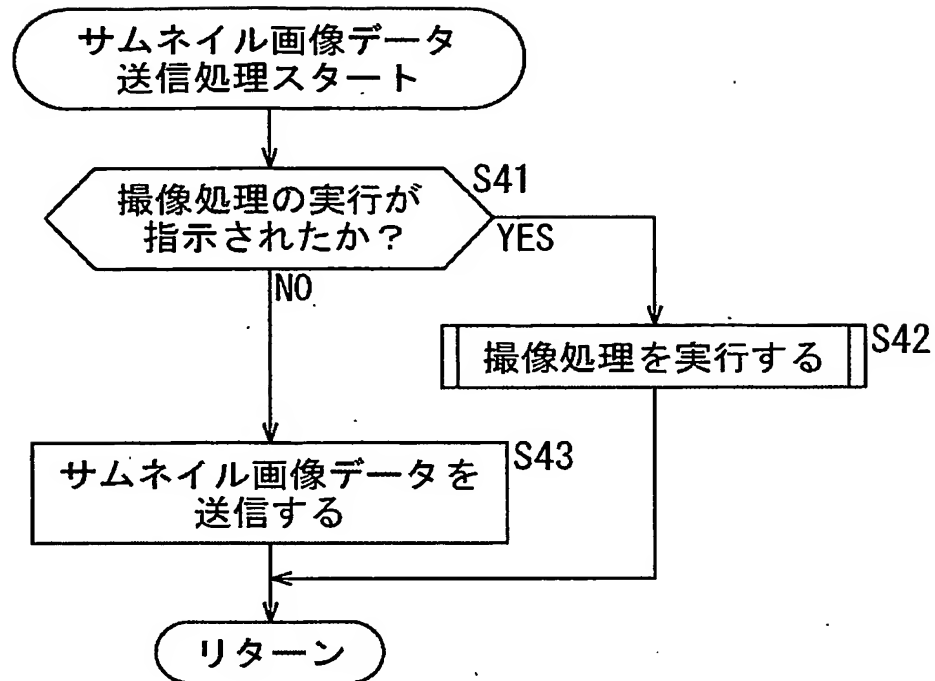 サムネイル画像データ
送信処理スタート
撮像処理の実行が
指示されたか？
S41
YES
NO
撮像処理を実行する
S42
サムネイル画像データを
送信する
S43
リターン